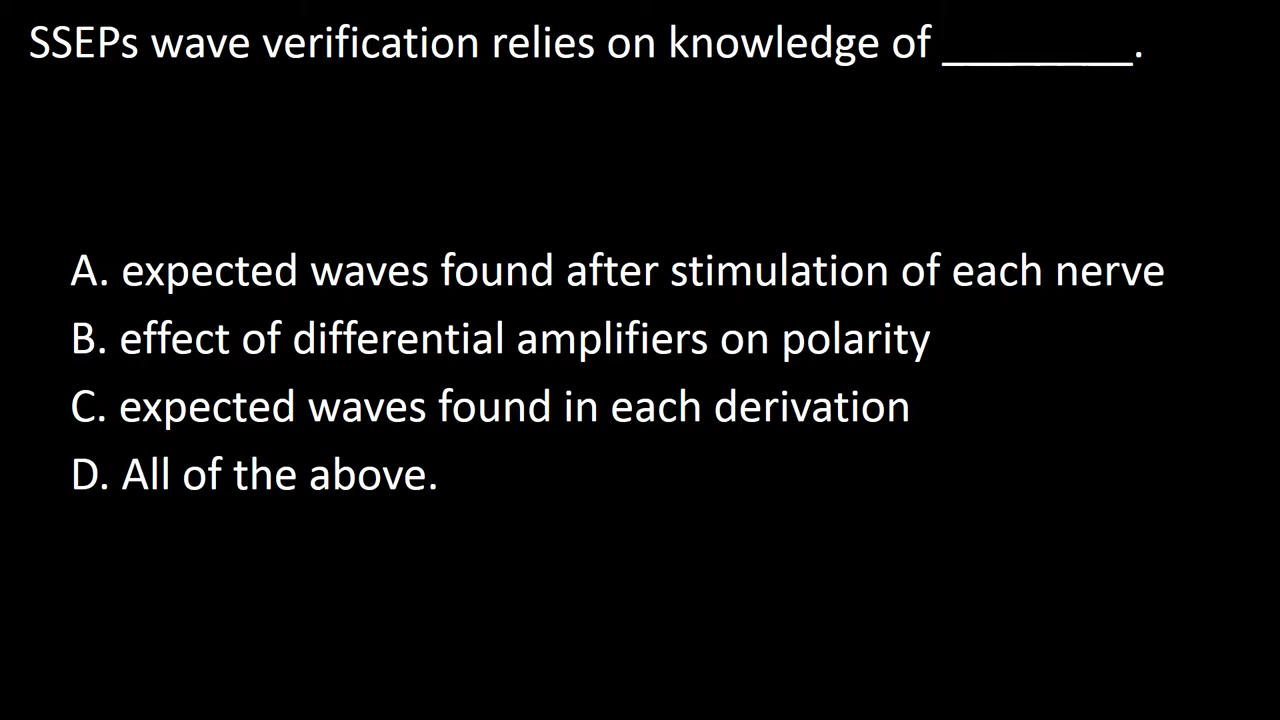 SSEPs wave verification relies on knowledge of ________.
A. expected waves found after stimulation of each nerve
B. effect of differential amplifiers on polarity
C. expected waves found in each derivation
D. All of the above.